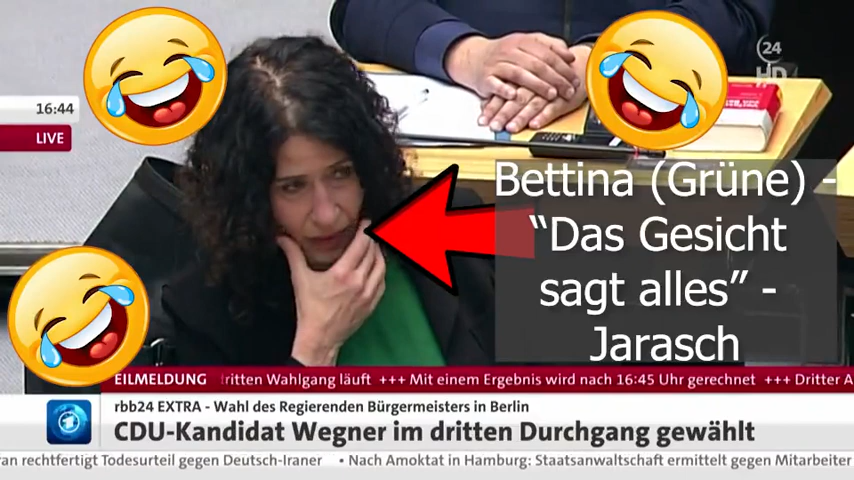 24
HD
16:44
LIVE
Bettina (Grüne) -
“Das Gesicht
sagt alles” -
Jarasch
EILMELDUNG
ritten Wahlgang läuft +++ Mit einem Ergebnis wird nach 16:45 Uhr gerechnet +++ Dritter
rbb24 EXTRA - Wahl des Regierenden Bürgermeisters in Berlin
CDU-Kandidat Wegner im dritten Durchgang gewählt
ran rechtfertigt Todesurteil gegen Deutsch-Iraner • Nach Amoktat in Hamburg: Staatsanwaltschaft ermittelt gegen Mitarbeiter